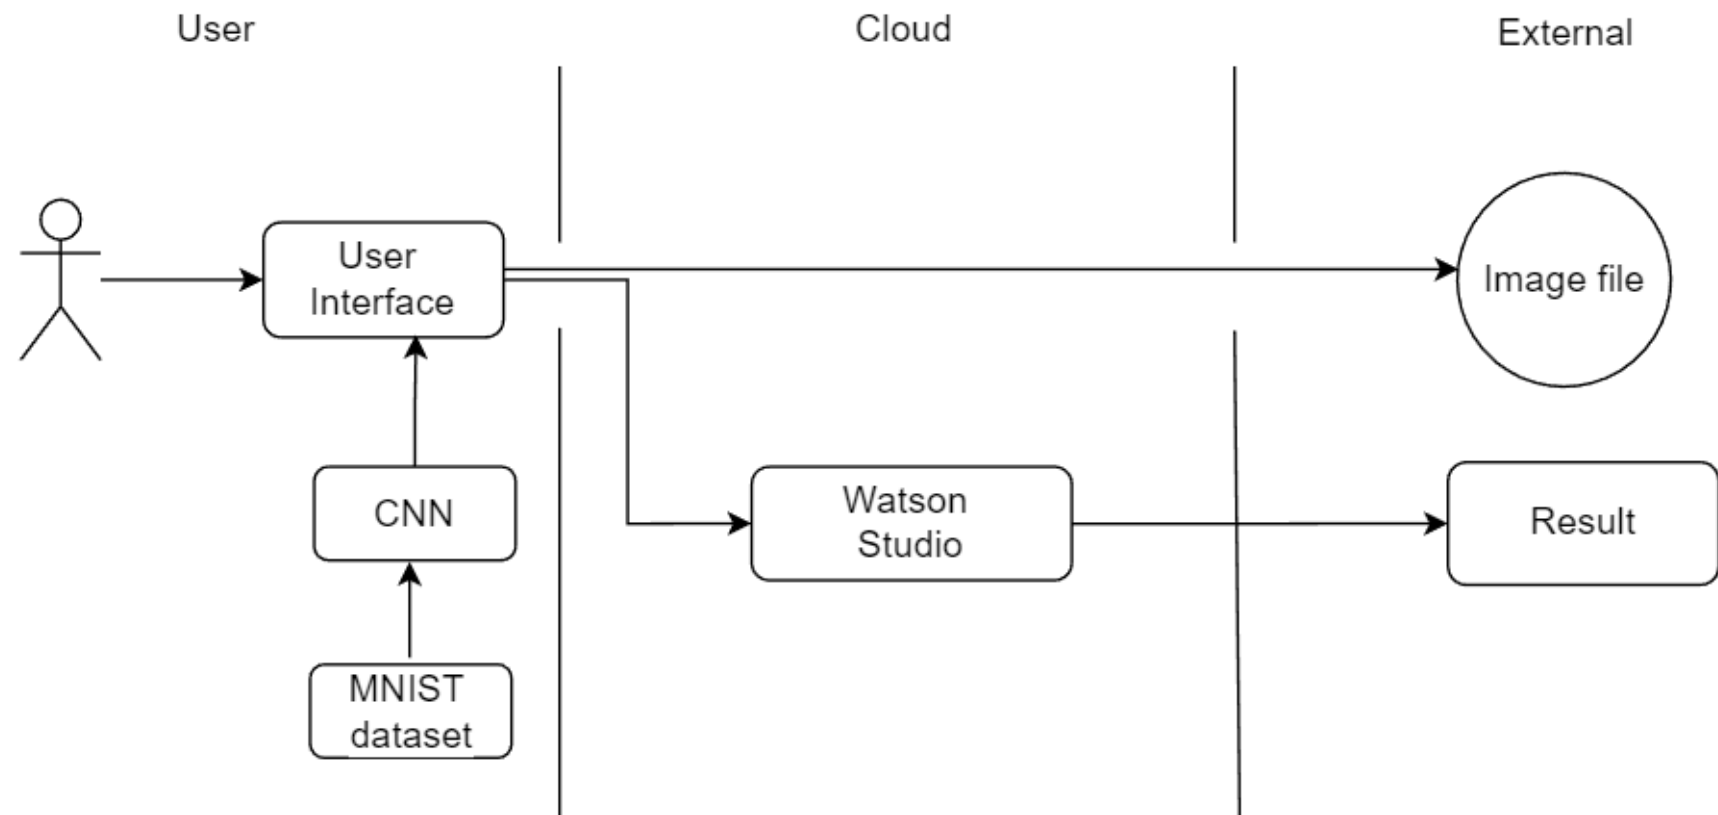 User
Cloud
External
User
Interface
Image file
CNN
Watson
Studio
Result
MNIST
dataset